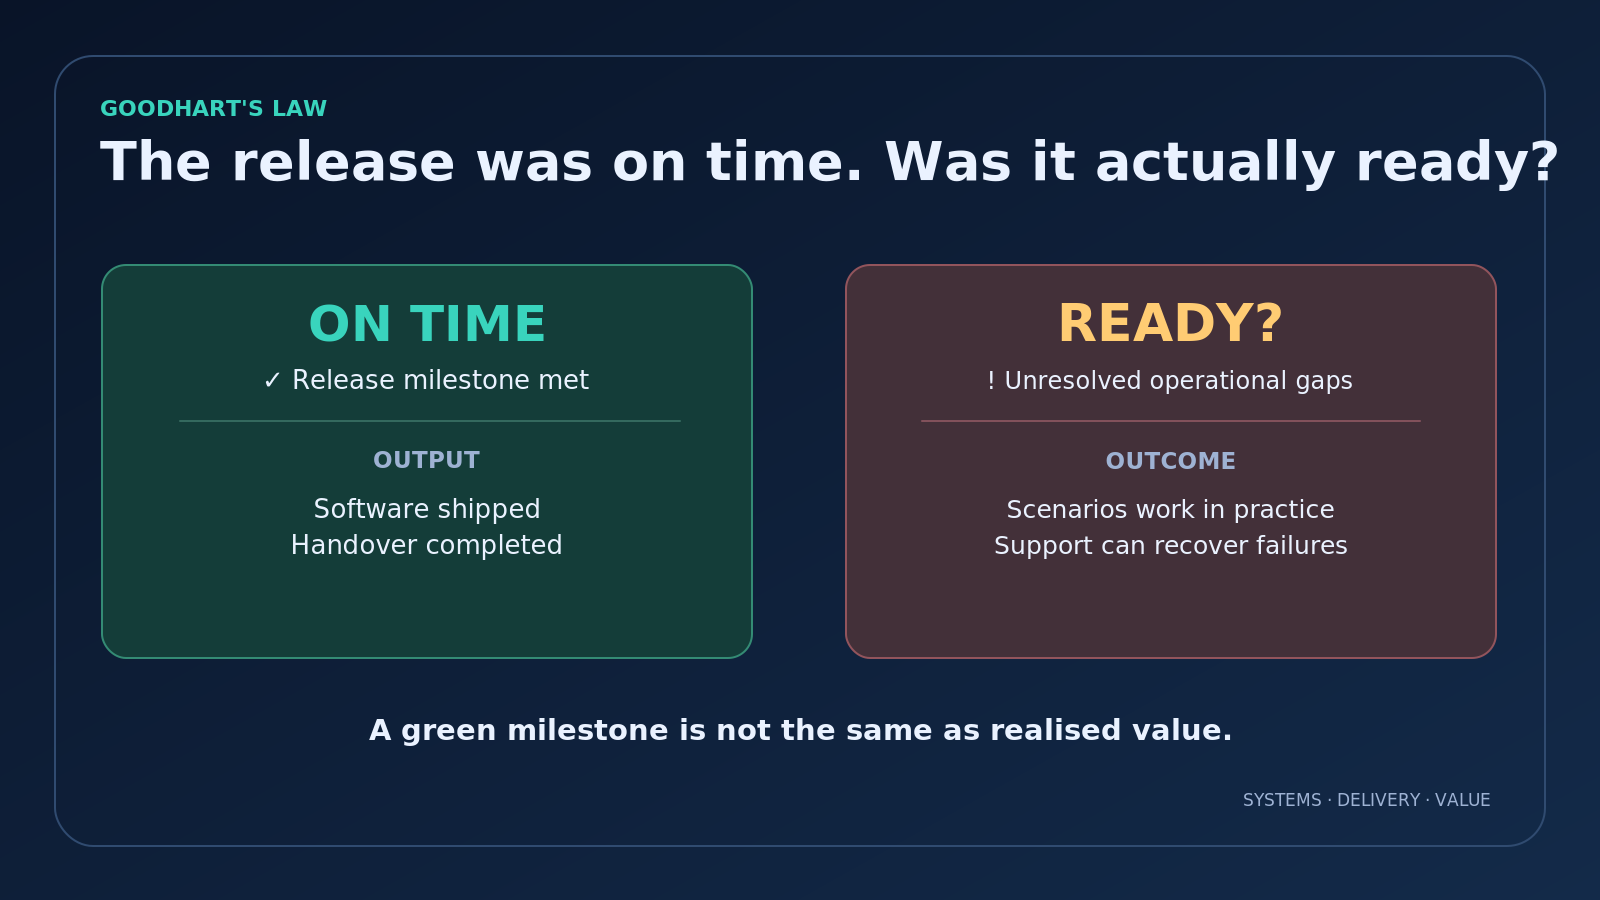 GOODHART'S LAW
The release was on time. Was it actually ready?
ON TIME
✓ Release milestone met
OUTPUT
Software shipped
Handover completed
READY?
! Unresolved operational gaps
OUTCOME
Scenarios work in practice
Support can recover failures
A green milestone is not the same as realised value.
SYSTEMS · DELIVERY · VALUE